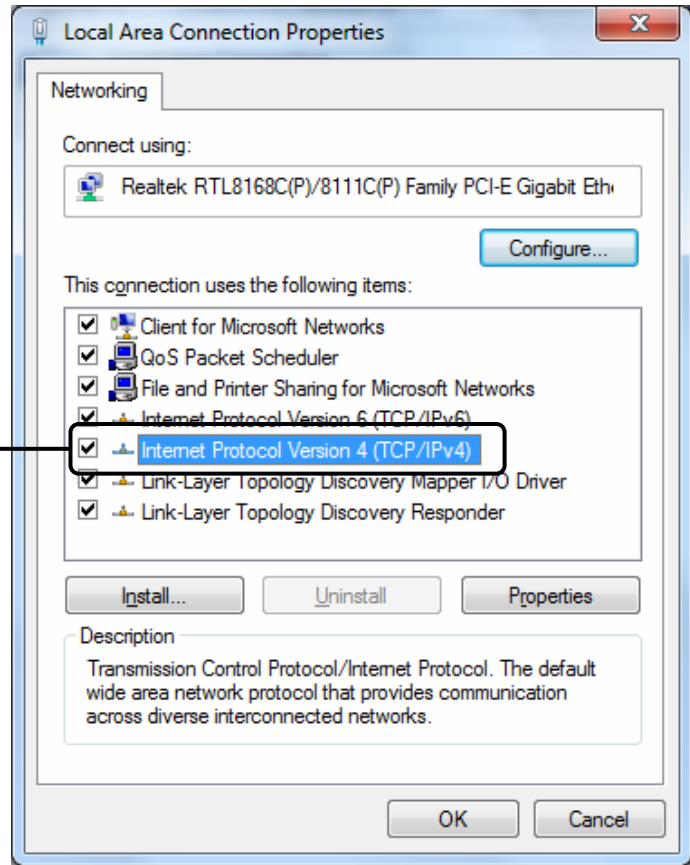 Local Area Connection Properties
Networking
Connect using:
Realtek RTL8168C(P)/8111C(P) Family PCI-E Gigabit Eth
Configure...
This connection uses the following items:
Client for Microsoft Networks
QoS Packet Scheduler
File and Printer Sharing for Microsoft Networks
Internet Protocol Version 6 (TCP/IPv6)
Internet Protocol Version 4 (TCP/IPv4)
Link-Layer Topology Discovery Mapper I/O Driver
Link-Layer Topology Discovery Responder
Install... Uninstall Properties
Description
Transmission Control Protocol/Internet Protocol. The default
wide area network protocol that provides communication
across diverse interconnected networks.
OK Cancel